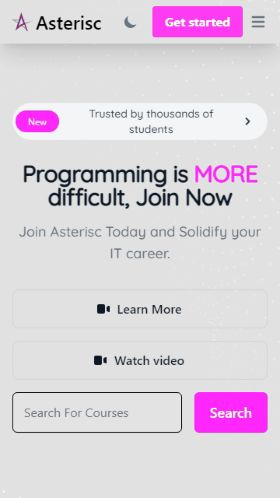 Asterisc
Get started
New
Trusted by thousands of
students
Programming is MORE
difficult, Join Now
Join Asterisc Today and Solidify your
IT career.
Learn More
Watch video
Search For Courses
Search